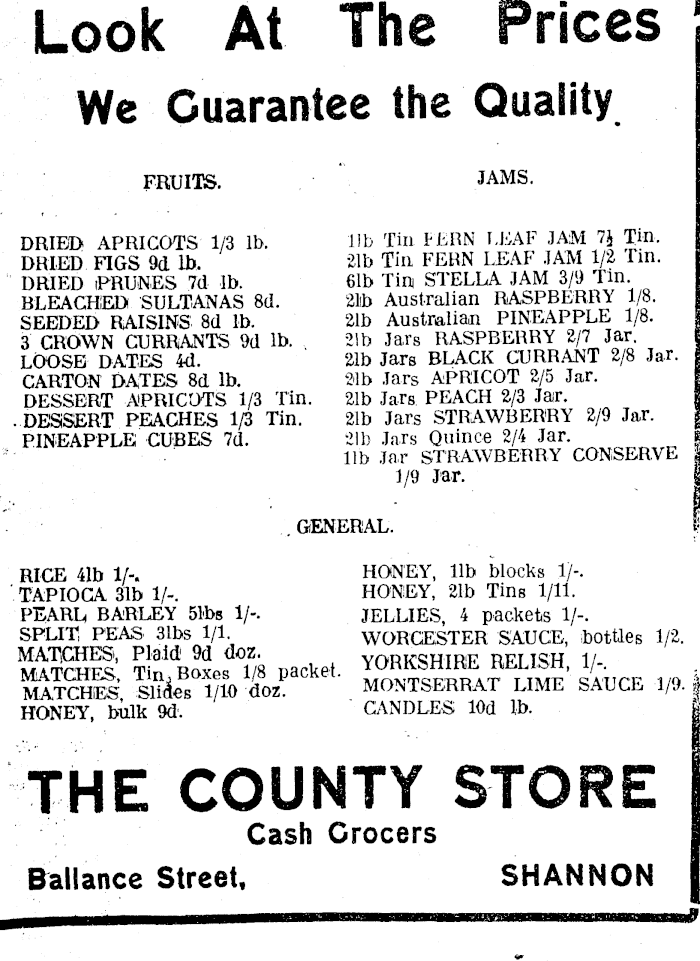 Look At The Prices
We Guarantee the Quality.
FRUITS.
DRIED APRICOTS 1/3 lb.
DRIED FIGS 9d lb.
DRIED PRUNES 7d lb.
BLEACHED SULTANAS 8d.
SEEDED RAISINS 8d lb.
3 CROWN CURRANTS 9d lb.
LOOSE DATES 4d.
CARTON DATES 8d lb.
DESSERT APRICOTS 1/3 Tin.
DESSERT PEACHES 1/3 Tin.
PINEAPPLE CUBES 7d.
JAMS.
1lb Tin FERN LEAF JAM 7½ Tin.
2lb Tin FERN LEAF JAM 1/2 Tin.
6lb Tin STELLA JAM 3/9 Tin.
2lb Australian RASPBERRY 1/8.
2lb Australian PINEAPPLE 1/8.
2lb Jars RASPBERRY 2/7 Jar.
2lb Jars BLACK CURRANT 2/8 Jar.
2lb Jars APRICOT 2/5 Jar.
2lb Jars PEACH 2/3 Jar.
2lb Jars STRAWBERRY 2/9 Jar.
2lb Jars Quince 2/4 Jar.
1lb Jar STRAWBERRY CONSERVE
1/9 Jar.
GENERAL.
RICE 4lb 1/-.
TAPIOCA 3lb 1/-.
PEARL BARLEY 5lbs 1/-.
SPLIT PEAS 3lbs 1/1.
MATCHES, Plaid 9d doz.
MATCHES, Tin Boxes 1/8 packet.
MATCHES, Slides 1/10 doz.
HONEY, bulk 9d.
HONEY, 1lb blocks 1/-.
HONEY, 2lb Tins 1/11.
JELLIES, 4 packets 1/-.
WORCESTER SAUCE, bottles 1/2.
YORKSHIRE RELISH, 1/-.
MONTSERRAT LIME SAUCE 1/9.
CANDLES 10d lb.
THE COUNTY STORE
Cash Grocers
Ballance Street,
SHANNON